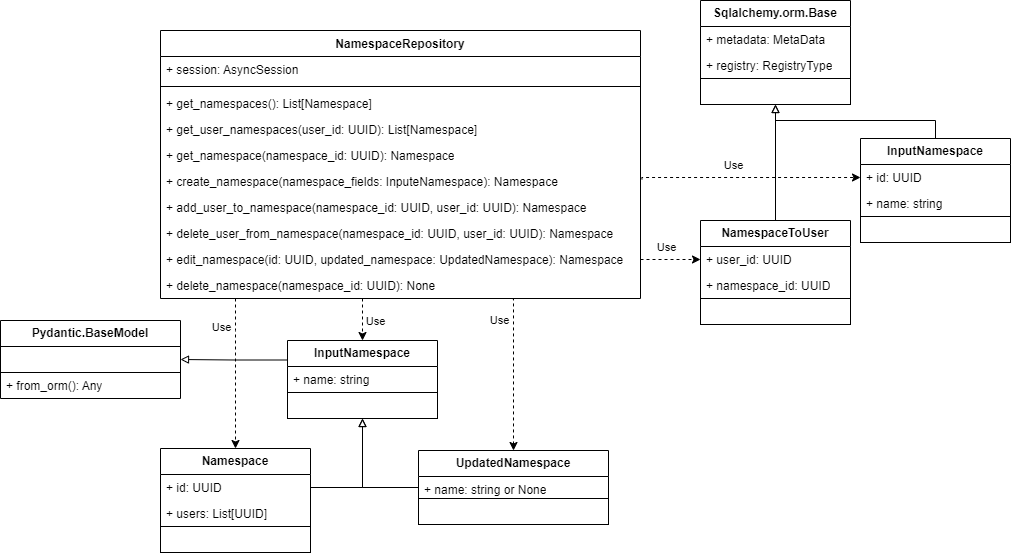 Sqlalchemy.orm.Base
+ metadata: MetaData
+ registry: RegistryType
NamespaceRepository
+ session: AsyncSession
+ get_namespaces(): List[Namespace]
+ get_user_namespaces(user_id: UUID): List[Namespace]
+ get_namespace(namespace_id: UUID): Namespace
+ create_namespace(namespace_fields: InputeNamespace): Namespace
+ add_user_to_namespace(namespace_id: UUID, user_id: UUID): Namespace
+ delete_user_from_namespace(namespace_id: UUID, user_id: UUID): Namespace
+ edit_namespace(id: UUID, updated_namespace: UpdatedNamespace): Namespace
+ delete_namespace(namespace_id: UUID): None
Use
InputNamespace
+ id: UUID
+ name: string
Use
NamespaceToUser
+ user_id: UUID
+ namespace_id: UUID
Use
Use
Use
Pydantic.BaseModel
+ from_orm(): Any
InputNamespace
+ name: string
Namespace
+ id: UUID
+ users: List[UUID]
UpdatedNamespace
+ name: string or None